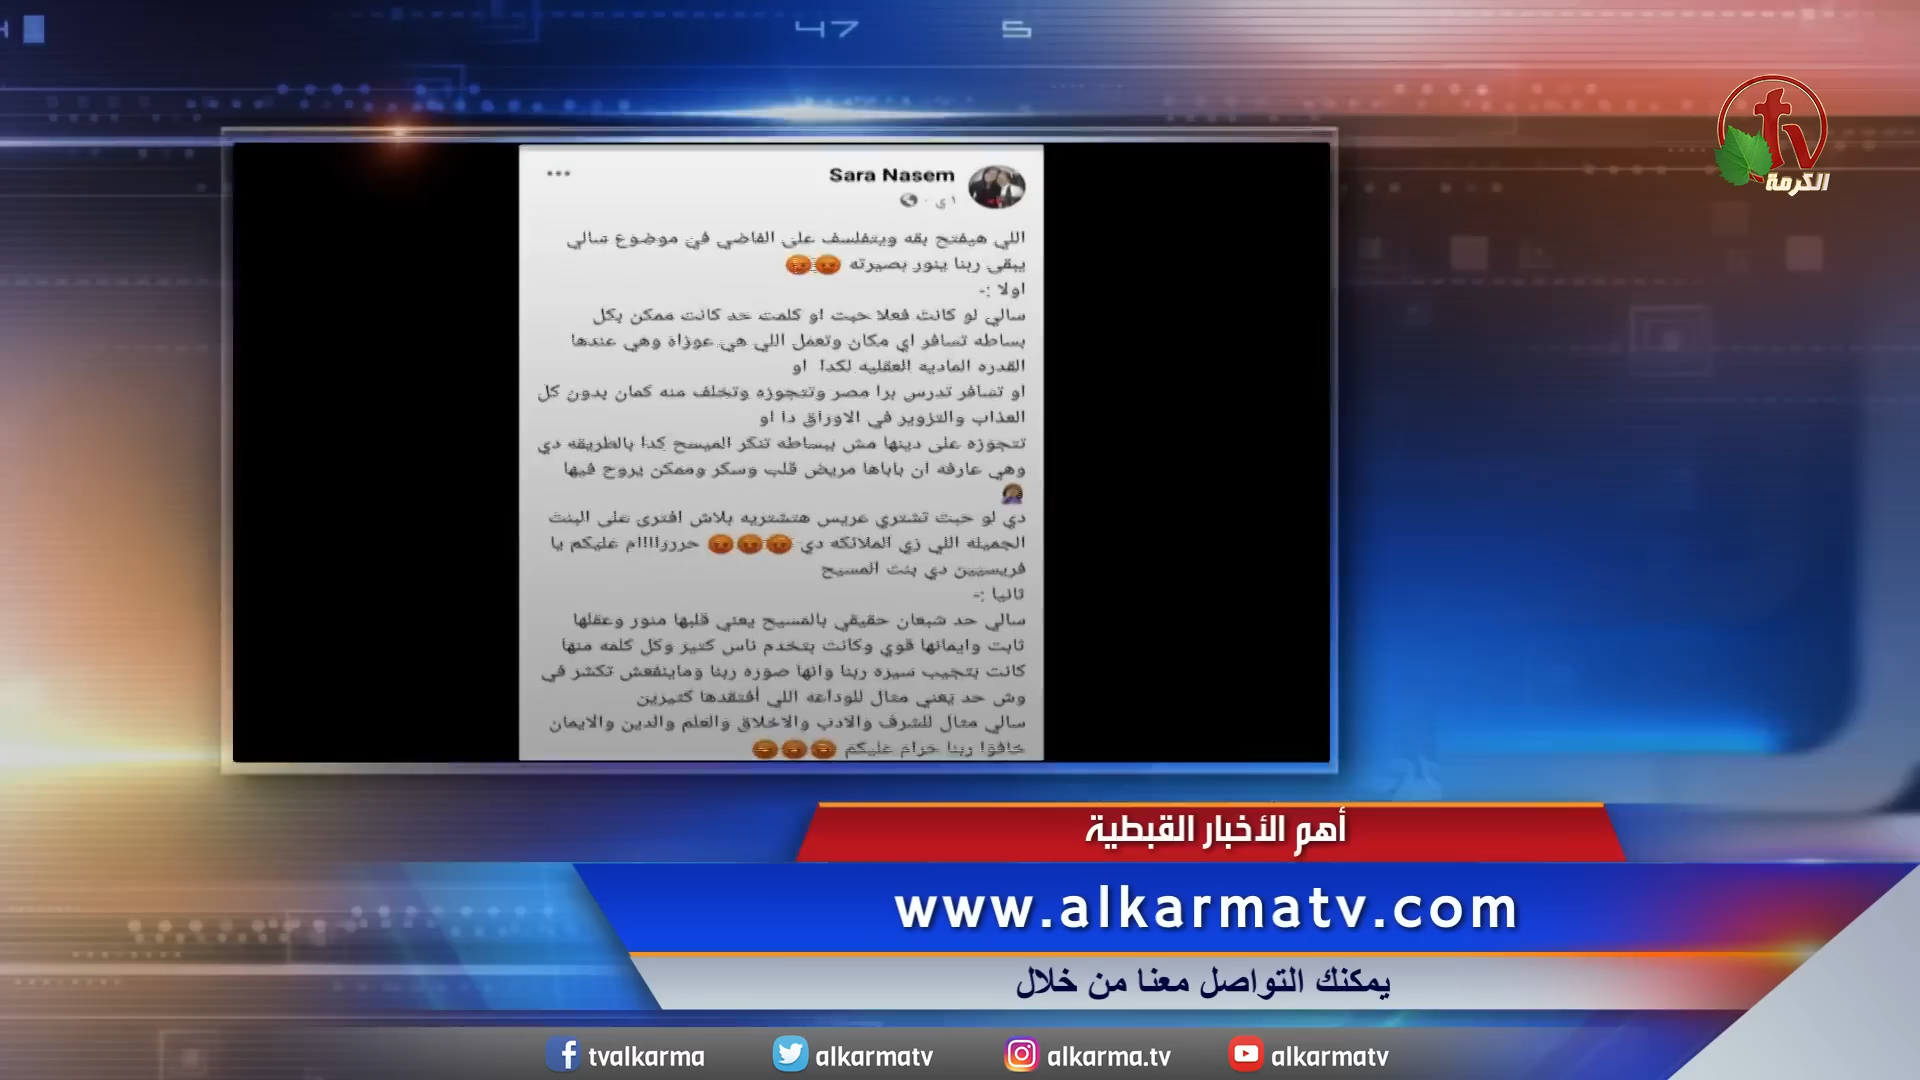 47 5
tv
الكرمة
Sara Nasem
١ ي
اللي هيفتح بقه ويتفلسف على الفاضي في موضوع سالي
يبقى ربنا ينور بصيرته 😡😡
اولا :-
سالي لو كانت فعلا حبت او كلمت حد كانت ممكن بكل
بساطه تسافر اي مكان وتعمل اللي هي عوزاة وهي عندها
القدره الماديه العقليه لكدا او
او تسافر تدرس برا مصر وتتجوزه وتخلف منه كمان بدون كل
العذاب والتزوير في الاوراق دا او
تتجوزه على دينها مش ببساطه تنكر الميسح كدا بالطريقه دي
وهي عارفه ان باباها مريض قلب وسكر وممكن يروح فيها
🤦
دي لو حبت تشتري عريس هتشتريه بلاش افترى على البنت
الجميله اللي زي الملائكه دي 😡😡😡 حرررااااام عليكم يا
فريسيين دي بنت المسيح
ثانيا :-
سالي حد شبعان حقيقي بالمسيح يعني قلبها منور وعقلها
ثابت وايمانها قوي وكانت بتخدم ناس كتير وكل كلمه منها
كانت بتجيب سيره ربنا وانها صوره ربنا وماينفعش تكشر في
وش حد يعني مثال للوداعه اللي أفتقدها كتيرين
سالي مثال للشرف والادب والاخلاق والعلم والدين والايمان
خافوا ربنا حرام عليكم 😡😡😡
أهم الأخبار القبطية
www.alkarmatv.com
يمكنك التواصل معنا من خلال
tvalkarma alkarmatv alkarma.tv alkarmatv